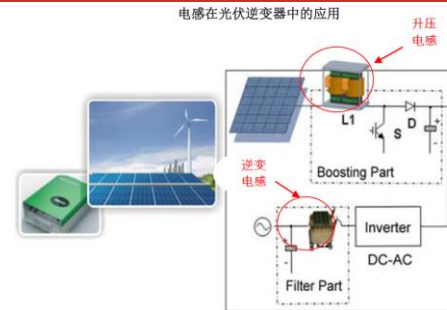 电感在光伏逆变器中的应用
升压
电感
L1
S
D
+
-
Boosting Part
逆变
电感
+
-
Inverter
DC-AC
Filter Part